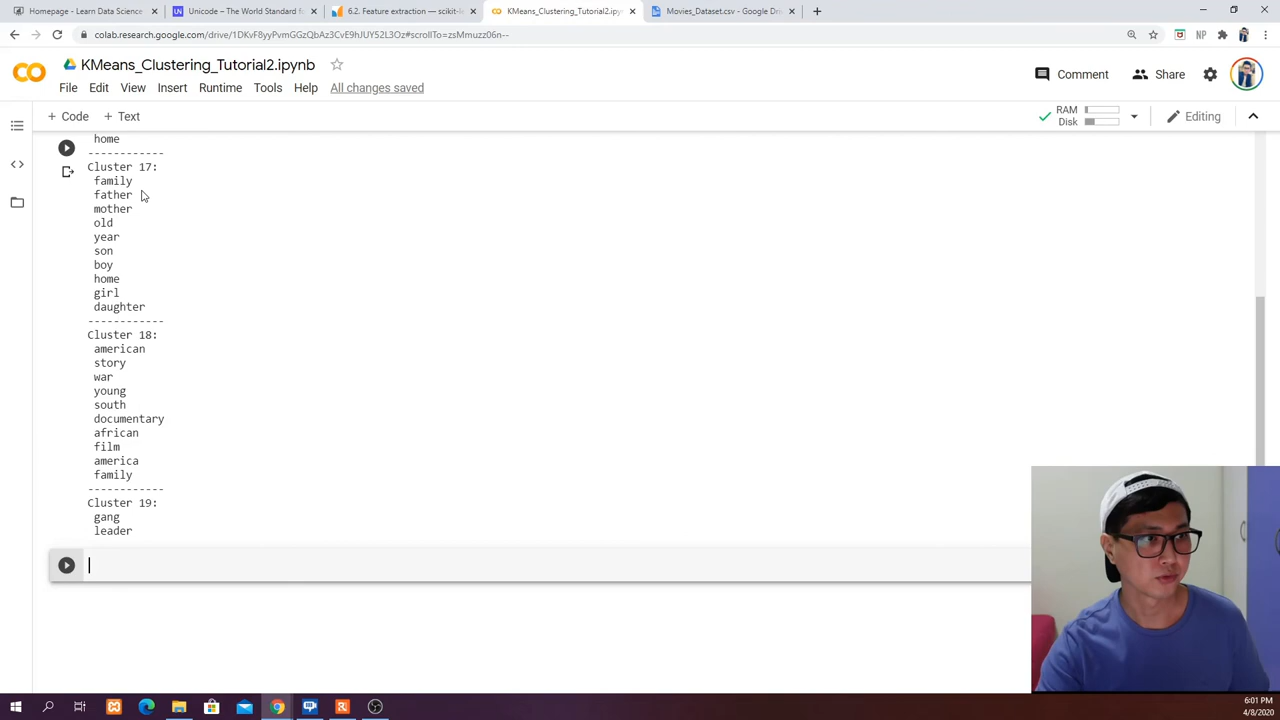 Homepage - Learn Data Science
Unicode – The World Standard fo
6.2. Feature extraction — scikit-le
KMeans_Clustering_Tutorial2.ipyn
Movies_Dataset.csv - Google Driv
colab.research.google.com/drive/1DKvF8yyPvmGGzQbAz3CvE9hJUY52L3Oz#scrollTo=zsMmuzz06n--
KMeans_Clustering_Tutorial2.ipynb
Comment
Share
File Edit View Insert Runtime Tools Help All changes saved
+ Code + Text
RAM
Disk
Editing
home
------------
Cluster 17:
family
father
mother
old
year
son
boy
home
girl
daughter
------------
Cluster 18:
american
story
war
young
south
documentary
african
film
america
family
------------
Cluster 19:
gang
leader
6:01 PM
4/8/2020